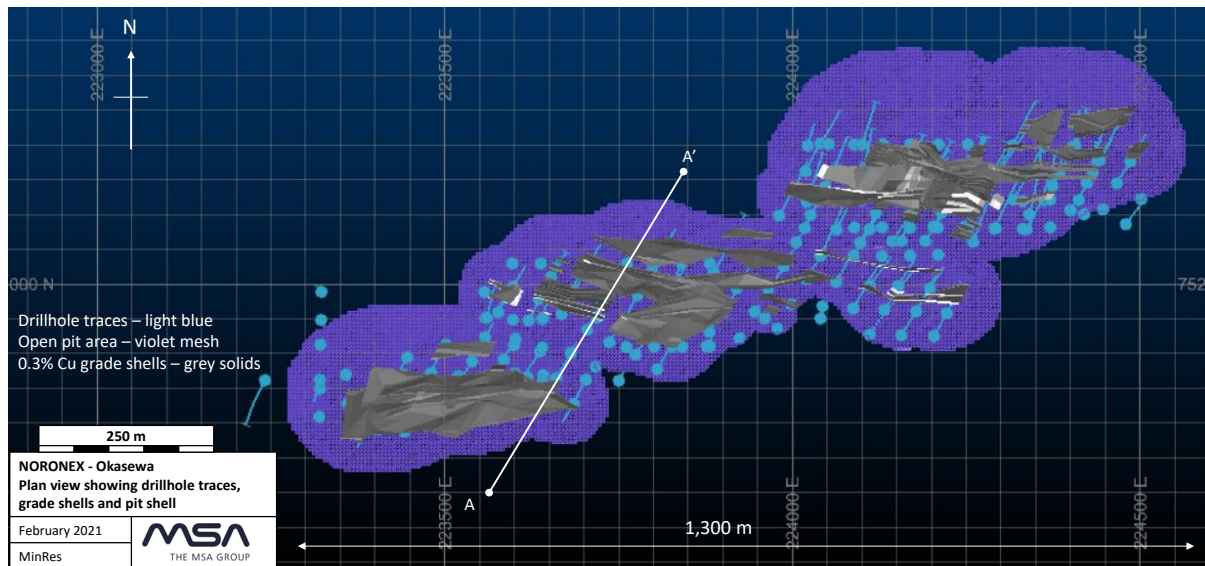 N
223000 E
223500 E
224000 E
224500 E
A'
000 N
752
Drillhole traces – light blue
Open pit area – violet mesh
0.3% Cu grade shells – grey solids
250 m
NORONEX - Okasewa
Plan view showing drillhole traces,
grade shells and pit shell
February 2021
MinRes
MSA
THE MSA GROUP
A
223500 E
224000 E
224500 E
1,300 m